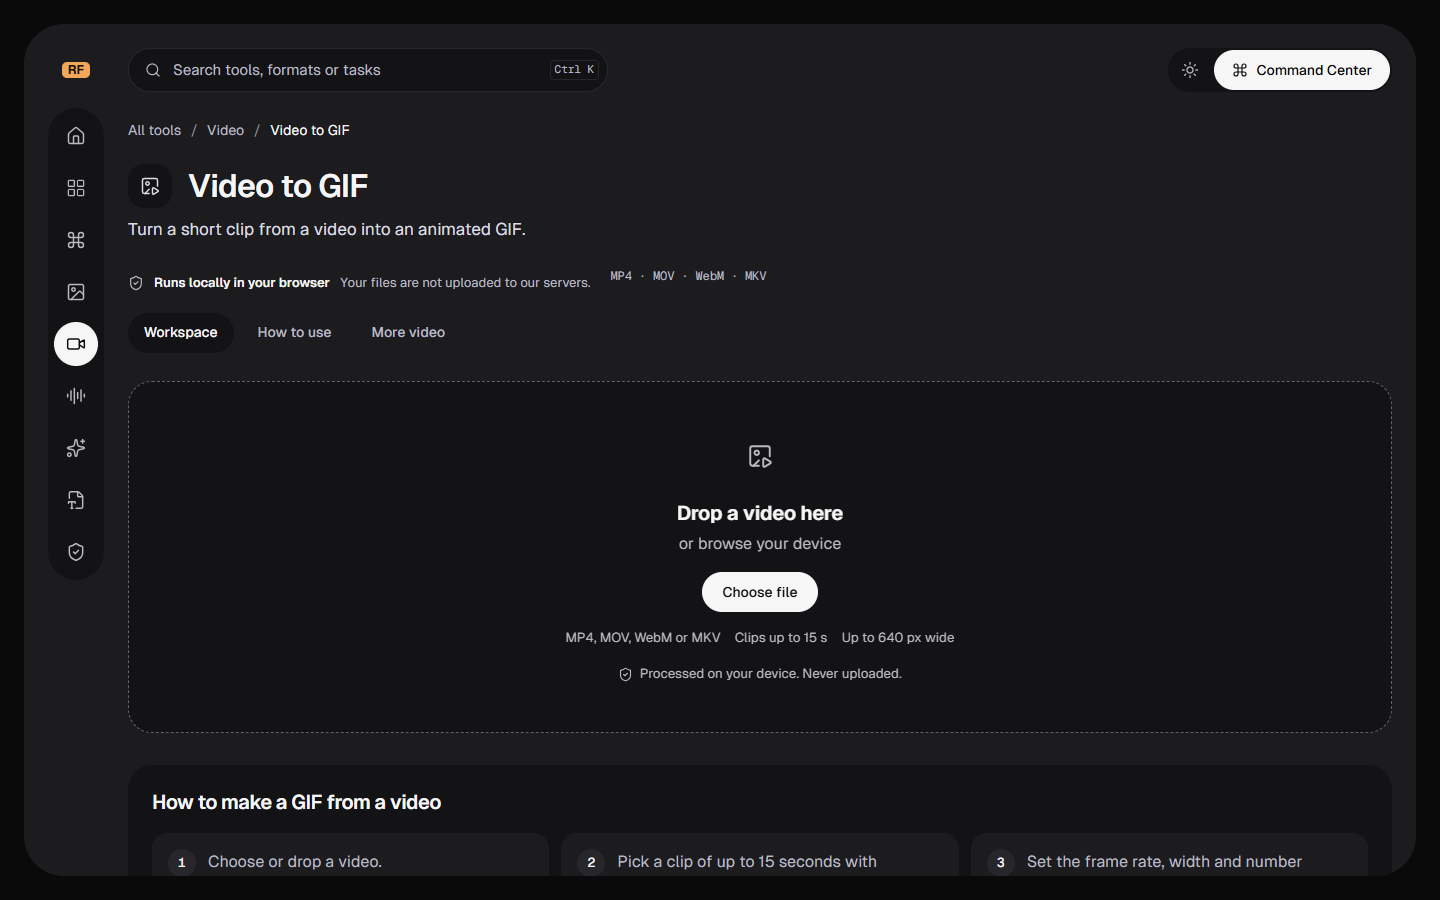 RF
Search tools, formats or tasks
Ctrl K
Command Center
All tools / Video / Video to GIF
Video to GIF
Turn a short clip from a video into an animated GIF.
Runs locally in your browser Your files are not uploaded to our servers. MP4 · MOV · WebM · MKV
Workspace How to use More video
Drop a video here
or browse your device
Choose file
MP4, MOV, WebM or MKV Clips up to 15 s Up to 640 px wide
Processed on your device. Never uploaded.
How to make a GIF from a video
1 Choose or drop a video.
2 Pick a clip of up to 15 seconds with
3 Set the frame rate, width and number